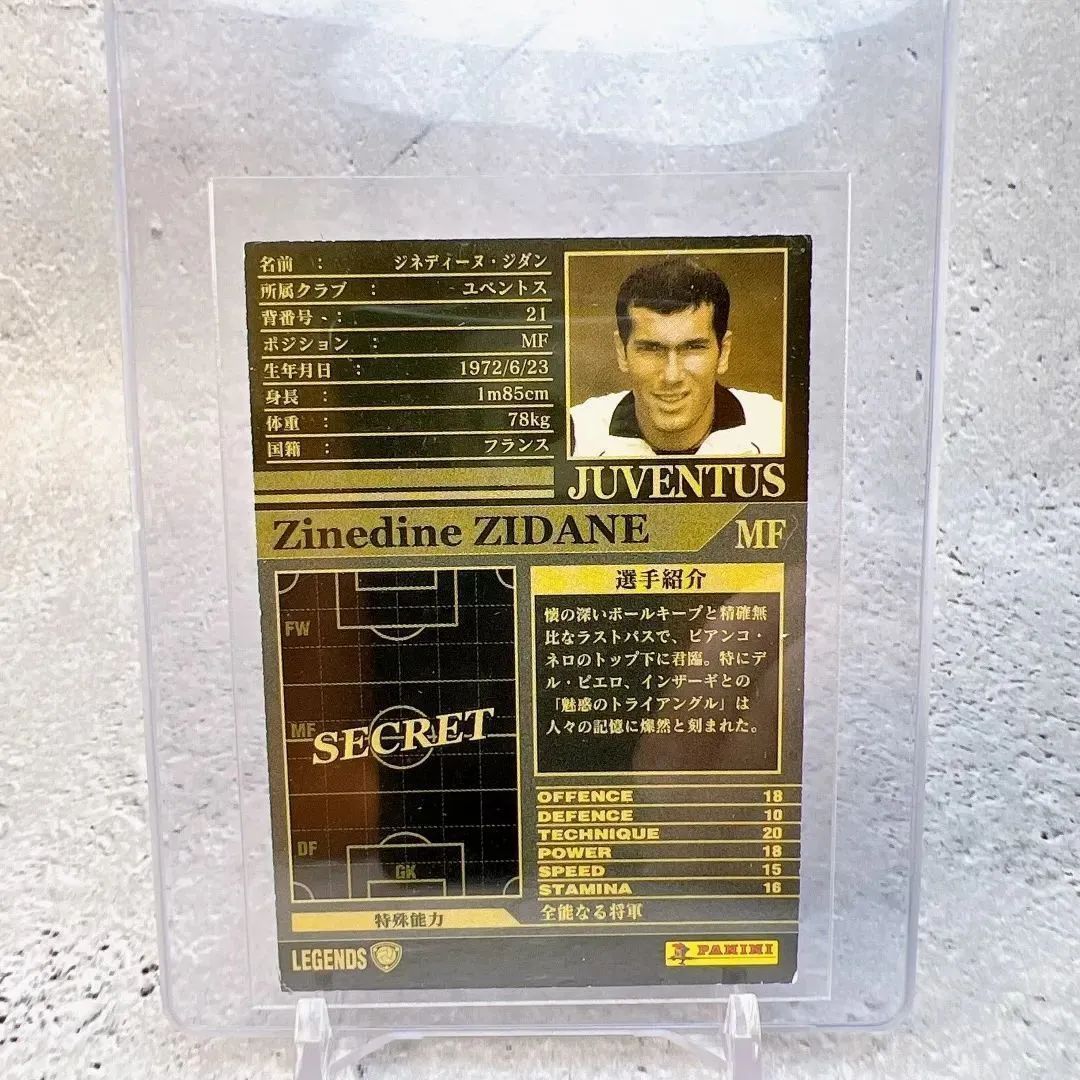 名前 : ジネディーヌ・ジダン
所属クラブ : ユベントス
背番号 : 21
ポジション : MF
生年月日 : 1972/6/23
身長 : 1m85cm
体重 : 78kg
国籍 : フランス
JUVENTUS
Zinedine ZIDANE MF
選手紹介
懐の深いボールキープと精確無
比なラストパスで、ビアンコ・
ネロのトップ下に君臨。特にデ
ル・ピエロ、インザーギとの
「魅惑のトライアングル」は
人々の記憶に燦然と刻まれた。
FW
MF
SECRET
DF
GK
OFFENCE 18
DEFENCE 10
TECHNIQUE 20
POWER 18
SPEED 15
STAMINA 16
特殊能力 全能なる将軍
LEGENDS PANINI